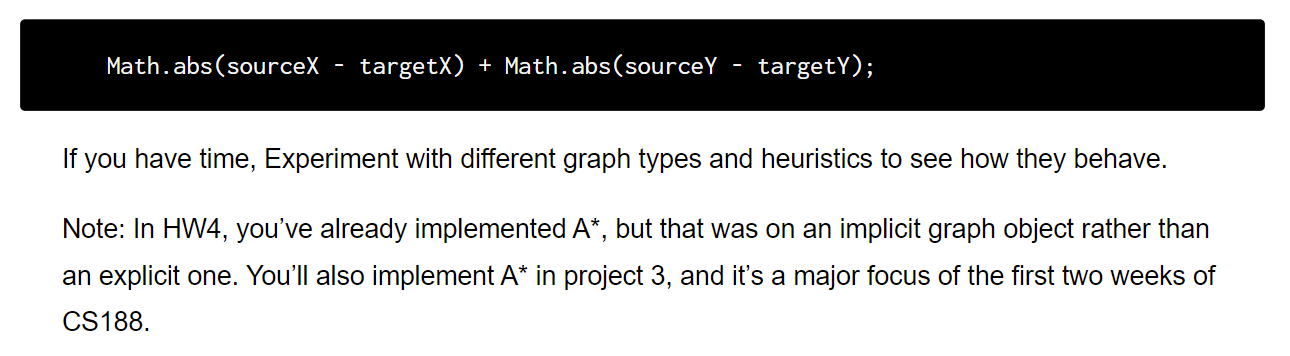 Math.abs(sourceX - targetX) + Math.abs(sourceY - targetY);
If you have time, Experiment with different graph types and heuristics to see how they behave.
Note: In HW4, you’ve already implemented A*, but that was on an implicit graph object rather than
an explicit one. You’ll also implement A* in project 3, and it’s a major focus of the first two weeks of
CS188.